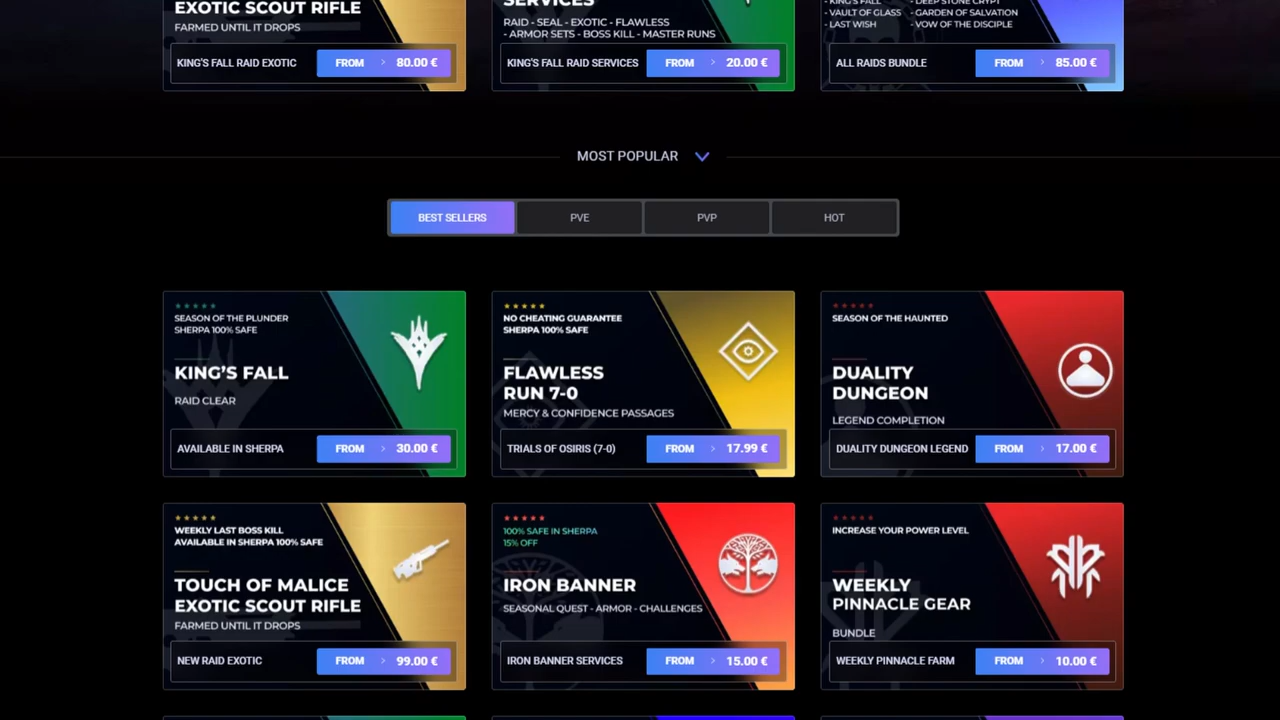 EXOTIC SCOUT RIFLE
FARMED UNTIL IT DROPS
KING'S FALL RAID EXOTIC
FROM > 80.00 €
SERVICES
RAID - SEAL - EXOTIC - FLAWLESS
- ARMOR SETS - BOSS KILL - MASTER RUNS
KING'S FALL RAID SERVICES
FROM > 20.00 €
- KING'S FALL - DEEP STONE CRYPT
- VAULT OF GLASS - GARDEN OF SALVATION
- LAST WISH - VOW OF THE DISCIPLE
ALL RAIDS BUNDLE
FROM > 85.00 €
MOST POPULAR
BEST SELLERS
PVE
PVP
HOT
SEASON OF THE PLUNDER
SHERPA 100% SAFE
KING'S FALL
RAID CLEAR
AVAILABLE IN SHERPA
FROM > 30.00 €
NO CHEATING GUARANTEE
SHERPA 100% SAFE
FLAWLESS
RUN 7-0
MERCY & CONFIDENCE PASSAGES
TRIALS OF OSIRIS (7-0)
FROM > 17.99 €
SEASON OF THE HAUNTED
DUALITY
DUNGEON
LEGEND COMPLETION
DUALITY DUNGEON LEGEND
FROM > 17.00 €
WEEKLY LAST BOSS KILL
AVAILABLE IN SHERPA 100% SAFE
TOUCH OF MALICE
EXOTIC SCOUT RIFLE
FARMED UNTIL IT DROPS
NEW RAID EXOTIC
FROM > 99.00 €
100% SAFE IN SHERPA
15% OFF
IRON BANNER
SEASONAL QUEST - ARMOR - CHALLENGES
IRON BANNER SERVICES
FROM > 15.00 €
INCREASE YOUR POWER LEVEL
WEEKLY
PINNACLE GEAR
BUNDLE
WEEKLY PINNACLE FARM
FROM > 10.00 €